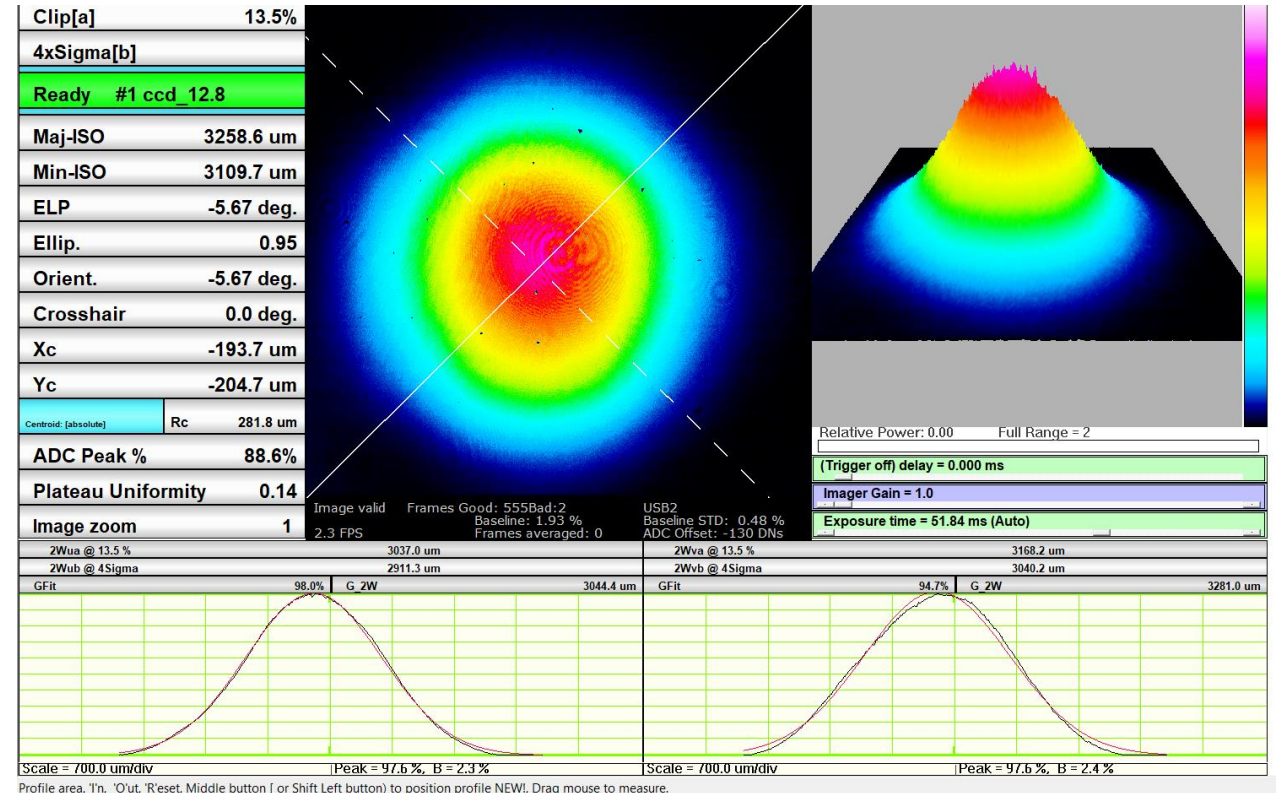 Clip[a] 13.5%
4xSigma[b]
Ready #1 ccd_12.8
Maj-ISO 3258.6 um
Min-ISO 3109.7 um
ELP -5.67 deg.
Ellip. 0.95
Orient. -5.67 deg.
Crosshair 0.0 deg.
Xc -193.7 um
Yc -204.7 um
Centroid: [absolute] Rc 281.8 um
ADC Peak % 88.6%
Plateau Uniformity 0.14
Image zoom 1
Image valid Frames Good: 555Bad:2 USB2
Baseline: 1.93 % Baseline STD: 0.48 %
2.3 FPS Frames averaged: 0 ADC Offset: -130 DNs
Relative Power: 0.00 Full Range = 2
(Trigger off) delay = 0.000 ms
Imager Gain = 1.0
Exposure time = 51.84 ms (Auto)
2Wua @ 13.5 % 3037.0 um 2Wva @ 13.5 % 3168.2 um
2Wub @ 4Sigma 2911.3 um 2Wvb @ 4Sigma 3040.2 um
GFit 98.0% G_2W 3044.4 um GFit 94.7% G_2W 3281.0 um
Scale = 700.0 um/div Peak = 97.6 %, B = 2.3 % Scale = 700.0 um/div Peak = 97.6 %, B = 2.4 %
Profile area. 'I'n, 'O'ut, 'R'eset. Middle button [ or Shift Left button) to position profile NEW!. Drag mouse to measure.